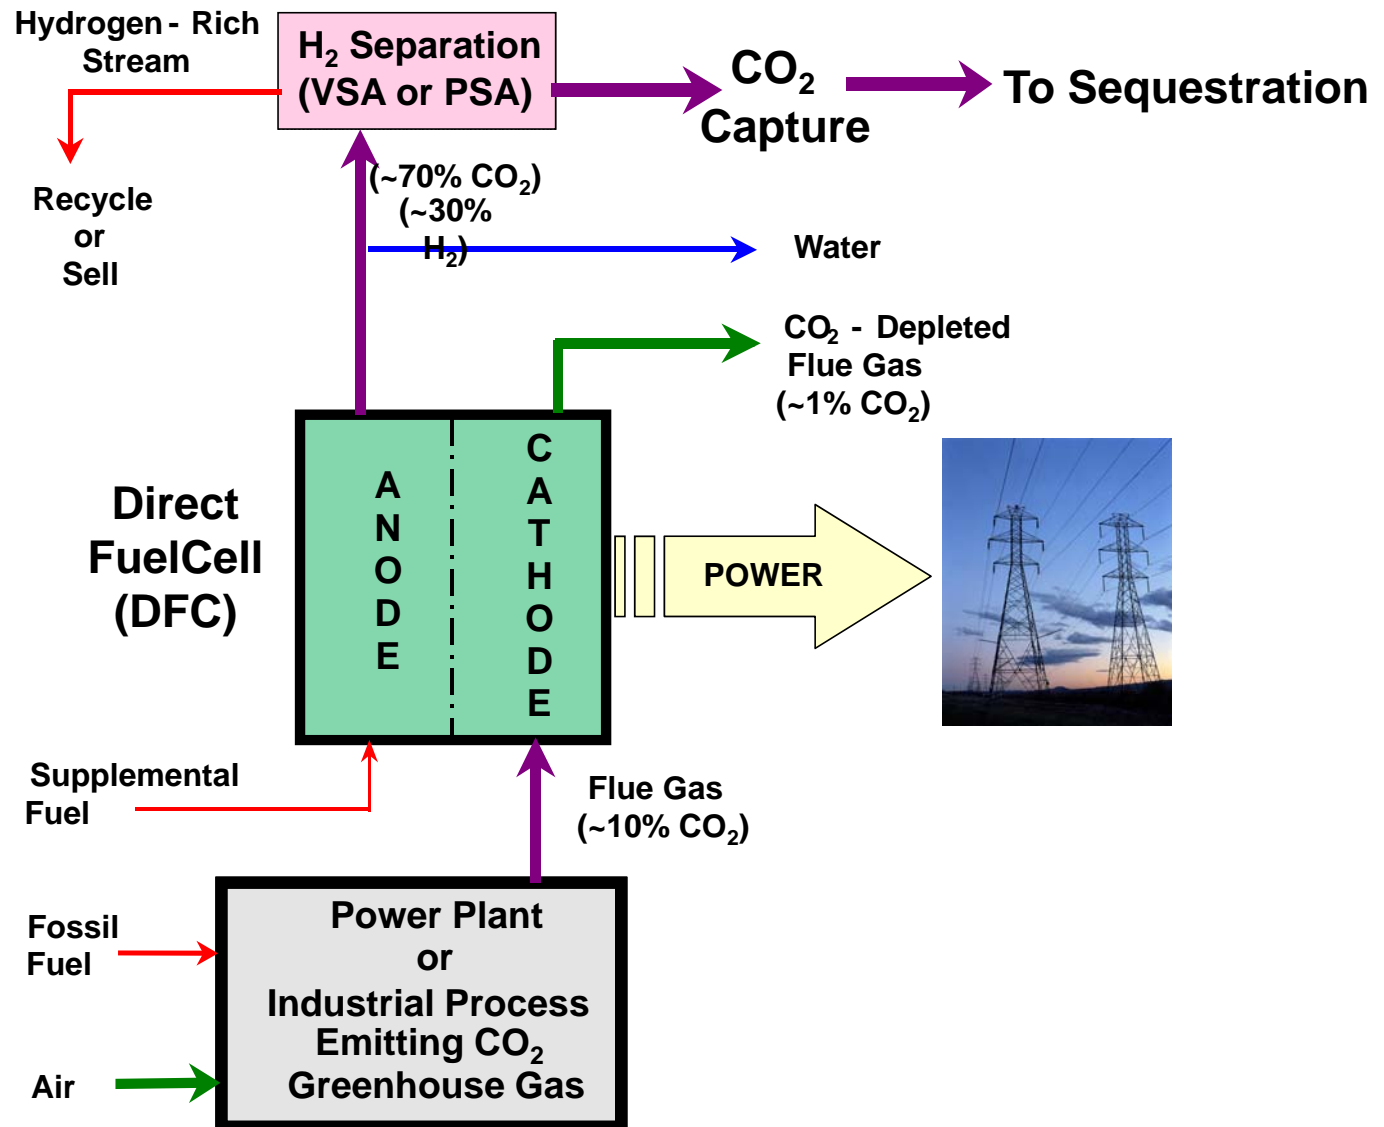 Hydrogen - Rich
Stream
H₂ Separation
(VSA or PSA)
CO₂
Capture
To Sequestration
(~70% CO₂)
(~30%
H₂)
Recycle
or
Sell
Water
CO₂ - Depleted
Flue Gas
(~1% CO₂)
Direct
FuelCell
(DFC)
ANODE
CATHODE
POWER
Supplemental
Fuel
Flue Gas
(~10% CO₂)
Fossil
Fuel
Air
Power Plant
or
Industrial Process
Emitting CO₂
Greenhouse Gas